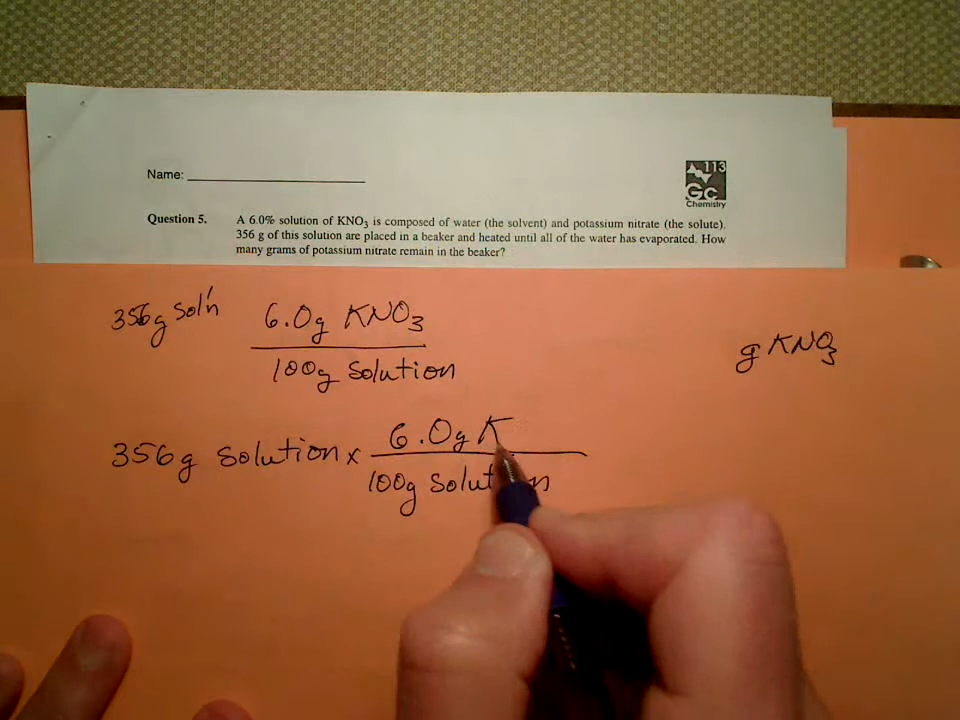 Name:
113
GC
Chemistry
Question 5. A 6.0% solution of KNO3 is composed of water (the solvent) and potassium nitrate (the solute).
356 g of this solution are placed in a beaker and heated until all of the water has evaporated. How
many grams of potassium nitrate remain in the beaker?
356g Sol'n 6.0g KNO3
100g Solution
g KNO3
356g Solution x 6.0g K
100g Solution